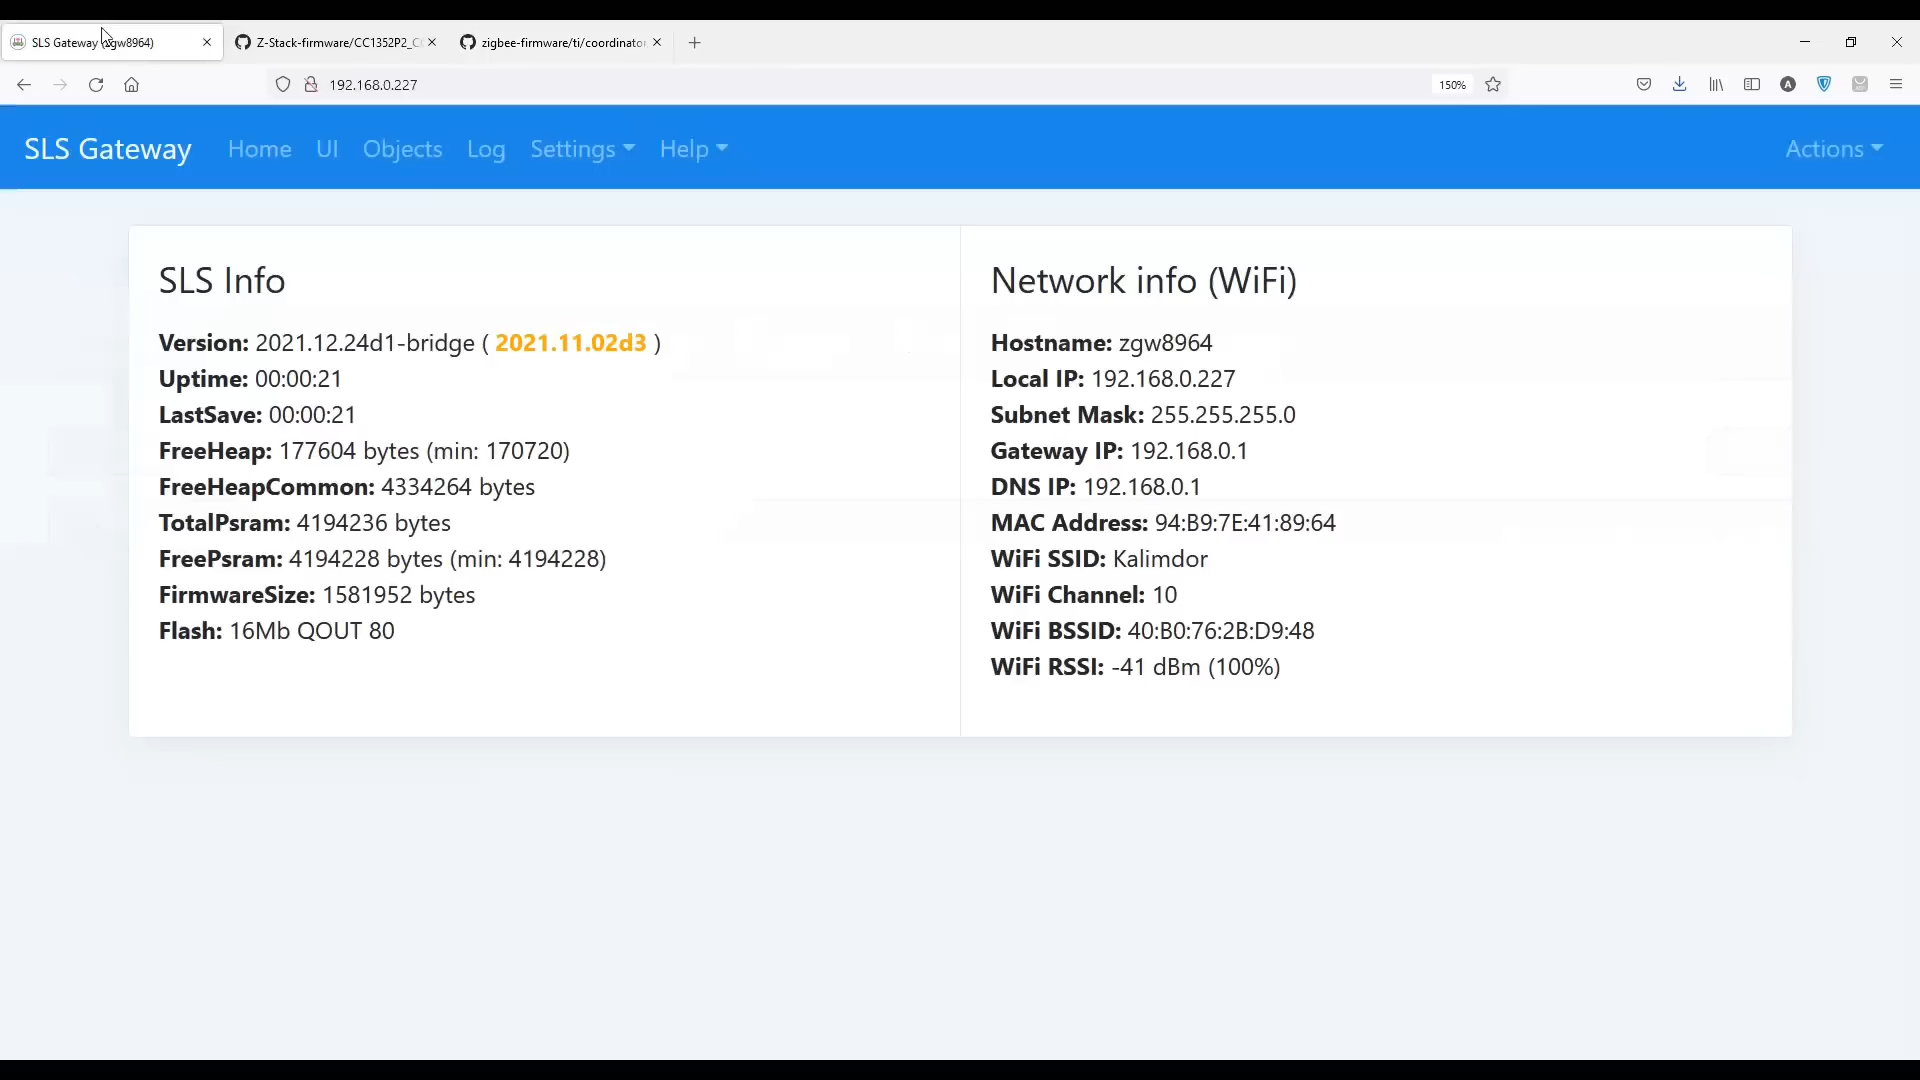 SLS Gateway (zgw8964)
Z-Stack-firmware/CC1352P2_C
zigbee-firmware/ti/coordinato
192.168.0.227
150%
SLS Gateway
Home
UI
Objects
Log
Settings
Help
Actions
SLS Info
Version: 2021.12.24d1-bridge ( 2021.11.02d3 )
Uptime: 00:00:21
LastSave: 00:00:21
FreeHeap: 177604 bytes (min: 170720)
FreeHeapCommon: 4334264 bytes
TotalPsram: 4194236 bytes
FreePsram: 4194228 bytes (min: 4194228)
FirmwareSize: 1581952 bytes
Flash: 16Mb QOUT 80
Network info (WiFi)
Hostname: zgw8964
Local IP: 192.168.0.227
Subnet Mask: 255.255.255.0
Gateway IP: 192.168.0.1
DNS IP: 192.168.0.1
MAC Address: 94:B9:7E:41:89:64
WiFi SSID: Kalimdor
WiFi Channel: 10
WiFi BSSID: 40:B0:76:2B:D9:48
WiFi RSSI: -41 dBm (100%)